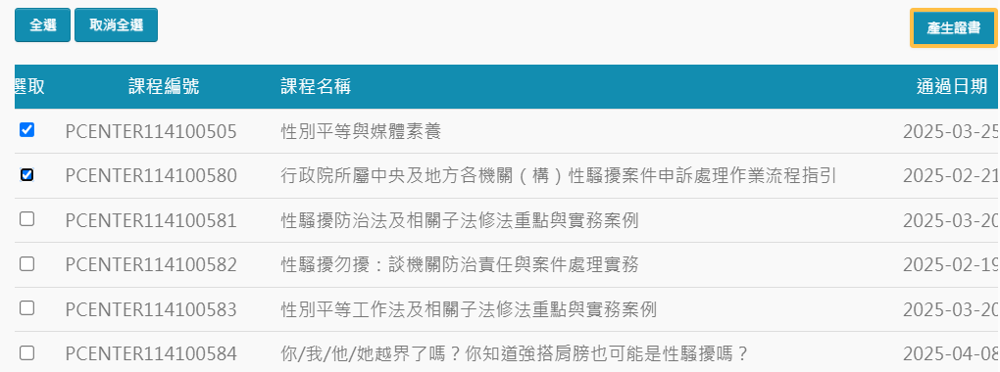 全選 取消全選 產生證書
選取 課程編號 課程名稱 通過日期
PCENTER114100505 性別平等與媒體素養 2025-03-25
PCENTER114100580 行政院所屬中央及地方各機關（構）性騷擾案件申訴處理作業流程指引 2025-02-21
PCENTER114100581 性騷擾防治法及相關子法修法重點與實務案例 2025-03-20
PCENTER114100582 性騷擾勿擾：談機關防治責任與案件處理實務 2025-02-19
PCENTER114100583 性別平等工作法及相關子法修法重點與實務案例 2025-03-20
PCENTER114100584 你/我/他/她越界了嗎？你知道強搭肩膀也可能是性騷擾嗎？ 2025-04-08